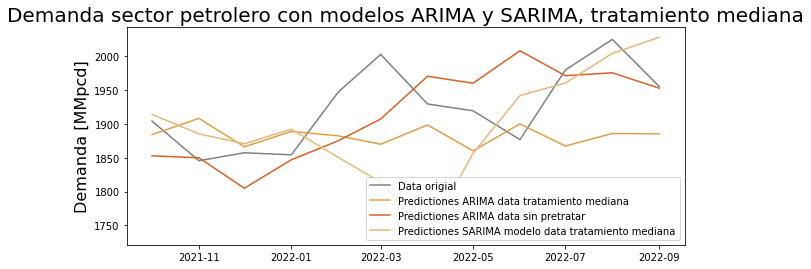 Demanda sector petrolero con modelos ARIMA y SARIMA, tratamiento mediana
Demanda [MMpcd]
2000
1950
1900
1850
1800
1750
Data origial
Predictiones ARIMA data tratamiento mediana
Predictiones ARIMA data sin pretratar
Predictiones SARIMA modelo data tratamiento mediana
2021-11
2022-01
2022-03
2022-05
2022-07
2022-09